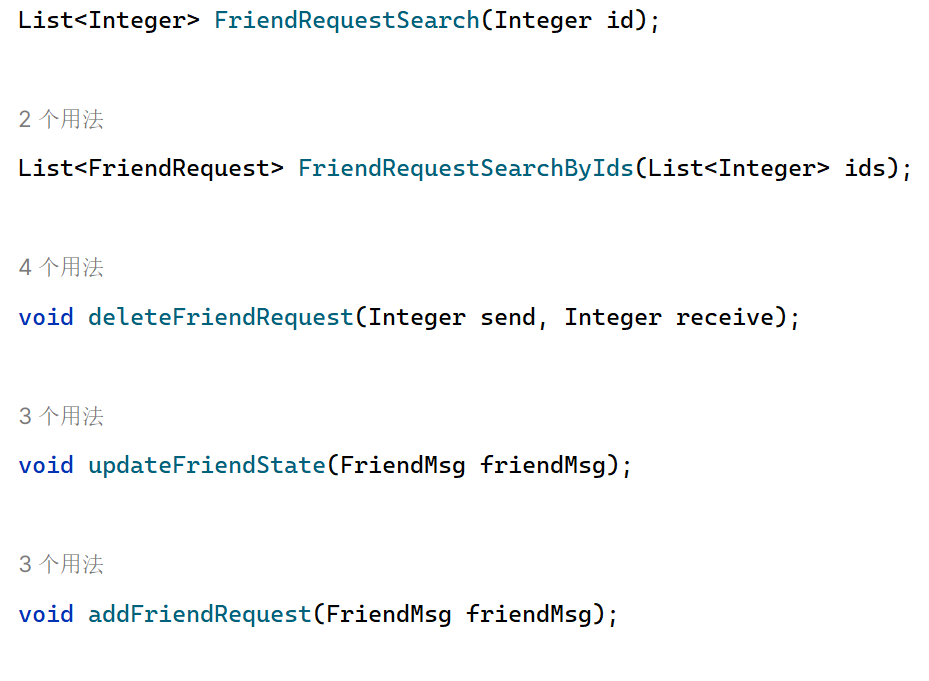 List<Integer> FriendRequestSearch(Integer id);
2 个用法
List<FriendRequest> FriendRequestSearchByIds(List<Integer> ids);
4 个用法
void deleteFriendRequest(Integer send, Integer receive);
3 个用法
void updateFriendState(FriendMsg friendMsg);
3 个用法
void addFriendRequest(FriendMsg friendMsg);